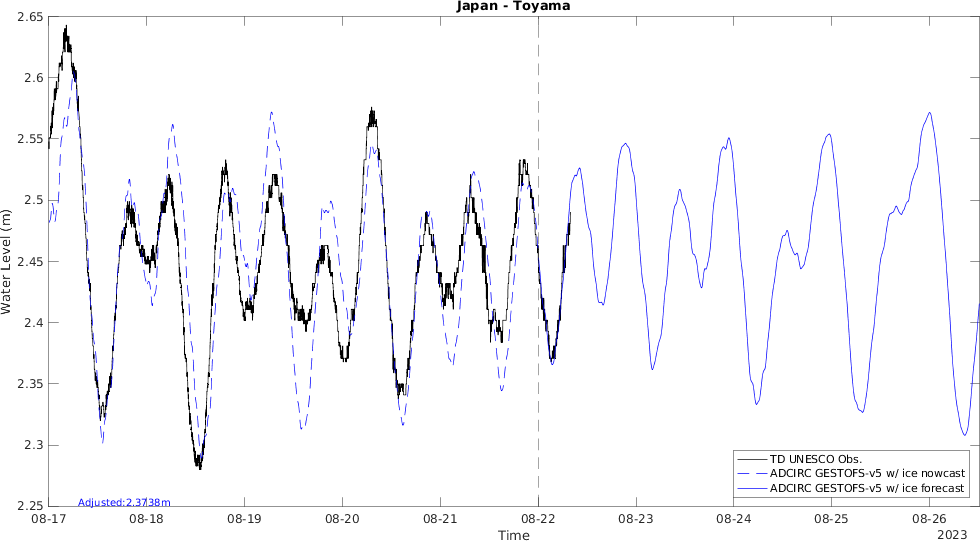 Japan - Toyama
2.65
2.6
2.55
2.5
2.45
2.4
2.35
2.3
2.25
Water Level (m)
TD UNESCO Obs.
ADCIRC GESTOFS-v5 w/ ice nowcast
ADCIRC GESTOFS-v5 w/ ice forecast
Adjusted:2.3738m
08-17 08-18 08-19 08-20 08-21 08-22 08-23 08-24 08-25 08-26
Time
2023